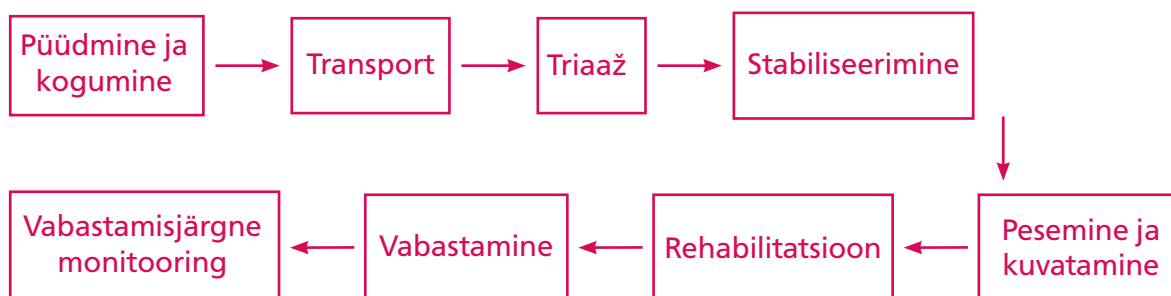 Püüdmine ja
kogumine
Transport
Triaaž
Stabiliseerimine
Pesemine ja
kuvatamine
Rehabilitatsioon
Vabastamine
Vabastamisjärgne
monitooring